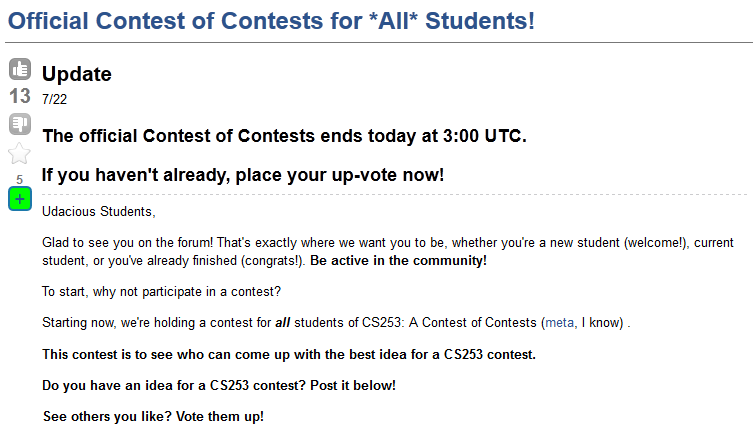 Official Contest of Contests for *All* Students!
Update
13
7/22
The official Contest of Contests ends today at 3:00 UTC.
If you haven't already, place your up-vote now!
5
+
Udacious Students,
Glad to see you on the forum! That's exactly where we want you to be, whether you're a new student (welcome!), current
student, or you've already finished (congrats!). Be active in the community!
To start, why not participate in a contest?
Starting now, we're holding a contest for all students of CS253: A Contest of Contests (meta, I know) .
This contest is to see who can come up with the best idea for a CS253 contest.
Do you have an idea for a CS253 contest? Post it below!
See others you like? Vote them up!